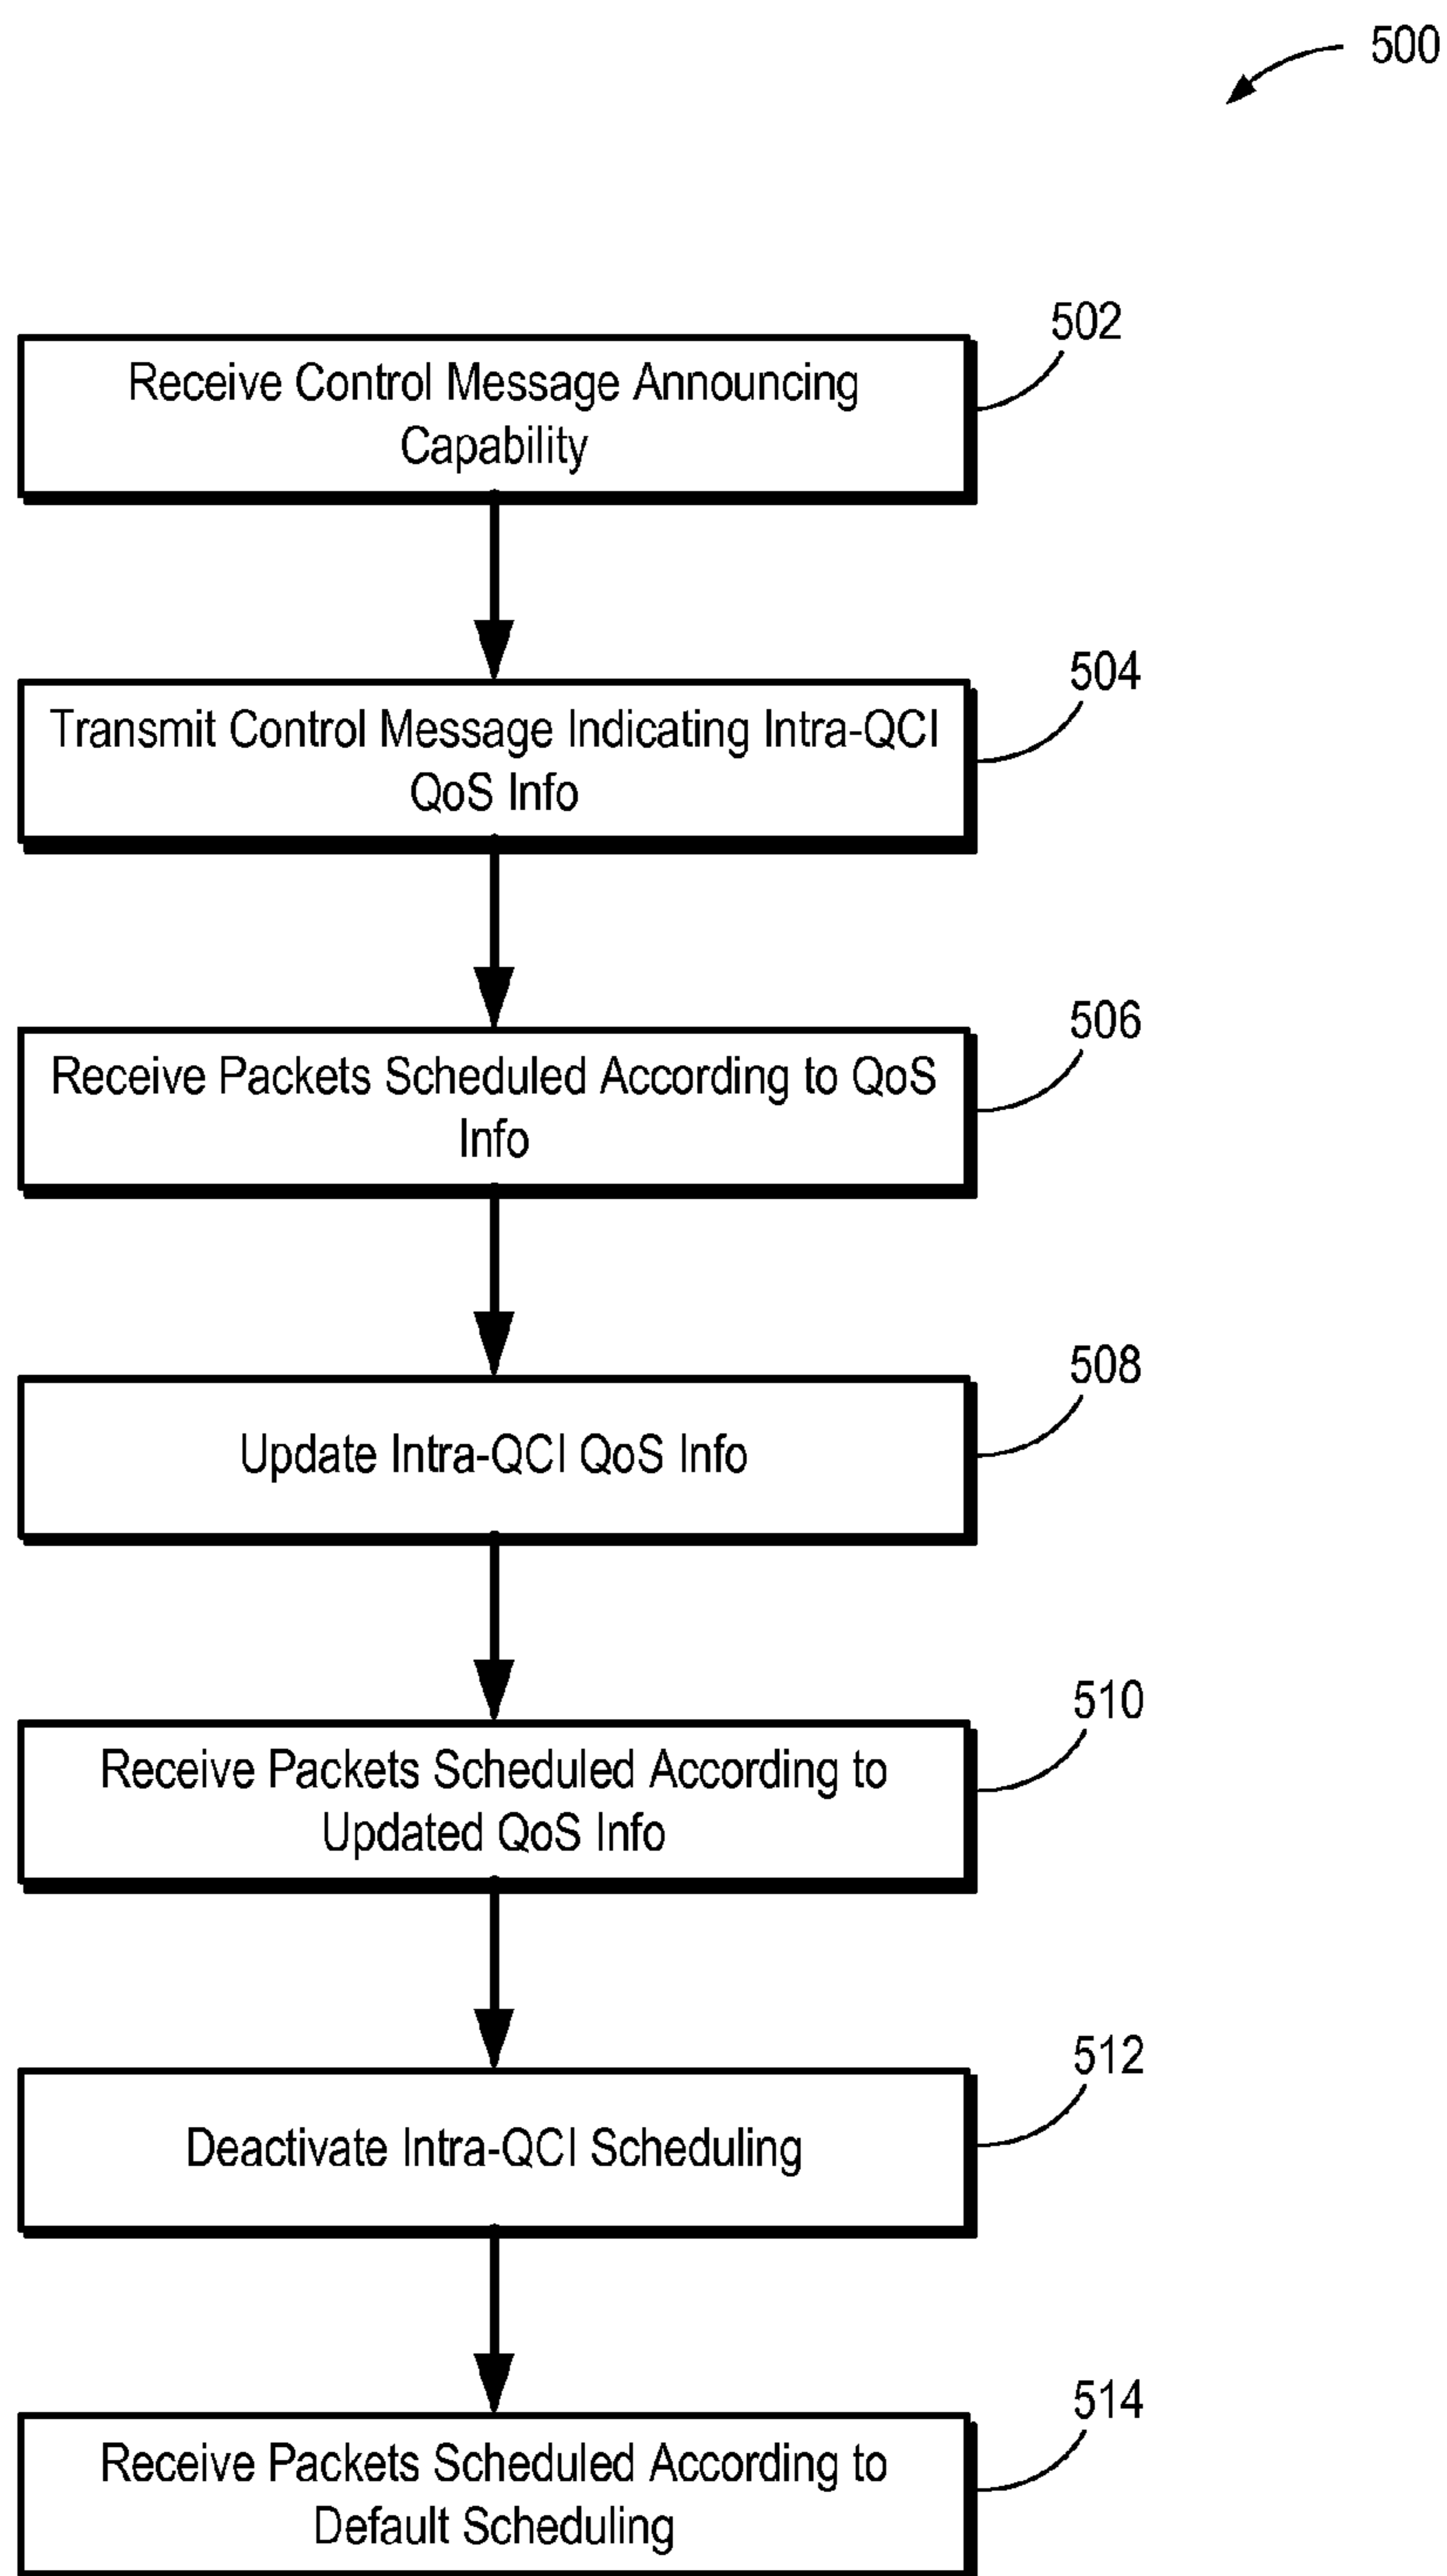 500
502
Receive Control Message Announcing
Capability
504
Transmit Control Message Indicating Intra-QCI
QoS Info
506
Receive Packets Scheduled According to QoS
Info
508
Update Intra-QCI QoS Info
510
Receive Packets Scheduled According to
Updated QoS Info
512
Deactivate Intra-QCI Scheduling
514
Receive Packets Scheduled According to
Default Scheduling